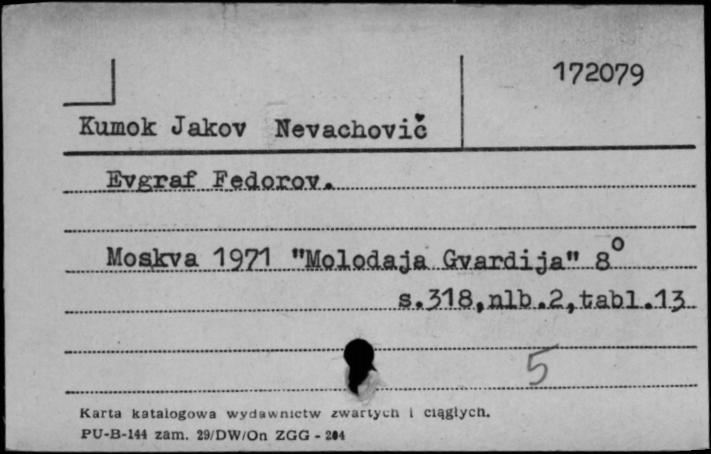 172079
Kumok Jakov Nevachovič
Evgraf Fedorov.
Moskva 1971 "Molodaja Gvardija" 8°
s.318,nlb.2,tabl.13
5
Karta katalogowa wydawnictw zwartych i ciągłych.
PU-B-144 zam. 29/DW/On ZGG - 204